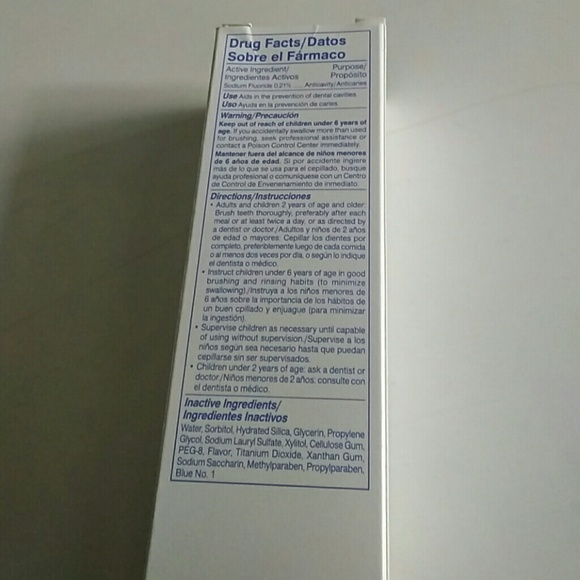 Drug Facts/Datos
Sobre el Fármaco
Active Ingredient/ Purpose/
Ingredientes Activos Propósito
Sodium Fluoride 0.21% Anticavity/Anticaries
Use Aids in the prevention of dental cavities.
Uso Ayuda en la prevención de caries.
Warning/Precaución
Keep out of reach of children under 6 years of
age. If you accidentally swallow more than used
for brushing, seek professional assistance or
contact a Poison Control Center immediately.
Mantener fuera del alcance de niños menores
de 6 años de edad. Si por accidente ingiere
más de lo que se usa para el cepillado, busque
ayuda profesional o comuníquese con un Centro
de Control de Envenenamiento de inmediato.
Directions/Instrucciones
• Adults and children 2 years of age and older:
Brush teeth thoroughly, preferably after each
meal or at least twice a day, or as directed by
a dentist or doctor./Adultos y niños de 2 años
de edad o mayores: Cepillar los dientes por
completo, preferiblemente luego de cada comida
o al menos dos veces por día, o según lo indique
el dentista o médico.
• Instruct children under 6 years of age in good
brushing and rinsing habits (to minimize
swallowing)./Instruya a los niños menores de
6 años sobre la importancia de los hábitos de
un buen cpillado y enjuague (para minimizar
la ingestión).
• Supervise children as necessary until capable
of using without supervision./Supervise a los
niños según sea necesario hasta que puedan
cepillarse sin ser supervisados.
• Children under 2 years of age: ask a dentist or
doctor./Niños menores de 2 años: consulte con
el dentista o médico.
Inactive Ingredients/
Ingredientes Inactivos
Water, Sorbitol, Hydrated Silica, Glycerin, Propylene
Glycol, Sodium Lauryl Sulfate, Xylitol, Cellulose Gum,
PEG-8, Flavor, Titanium Dioxide, Xanthan Gum,
Sodium Saccharin, Methylparaben, Propylparaben,
Blue No. 1